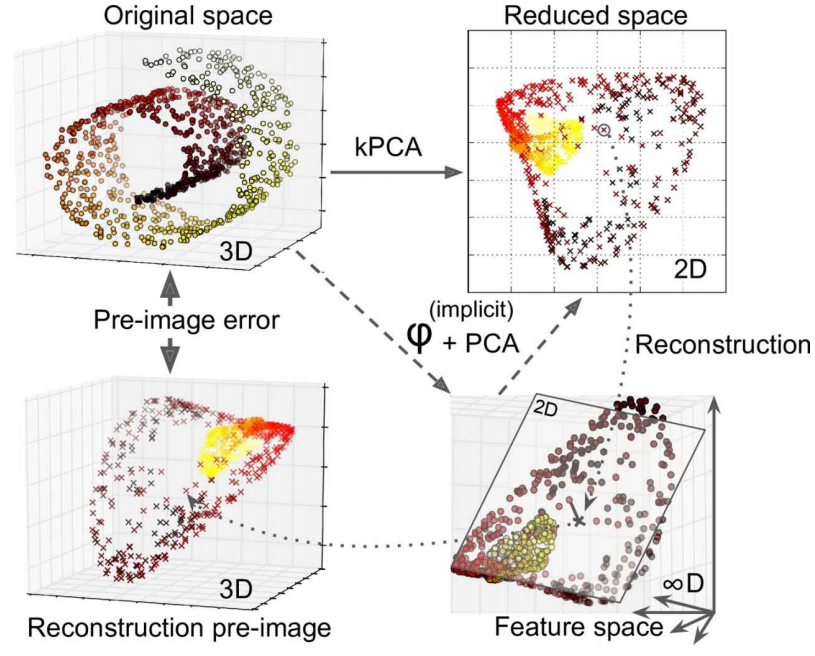 Original space
Reduced space
kPCA
3D
2D
Pre-image error
(implicit)
φ + PCA
Reconstruction
2D
3D
∞D
Reconstruction pre-image
Feature space